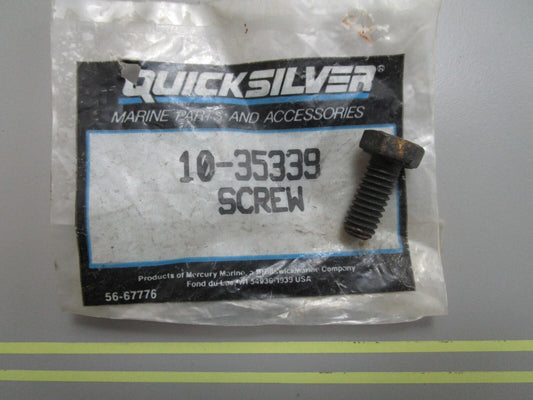 QUICKSILVER®
MARINE PARTS AND ACCESSORIES
10-35339
SCREW
Products of Mercury Marine, a Brunswick Marine Company
Fond du Lac, WI 54936-1939 USA
56-67776